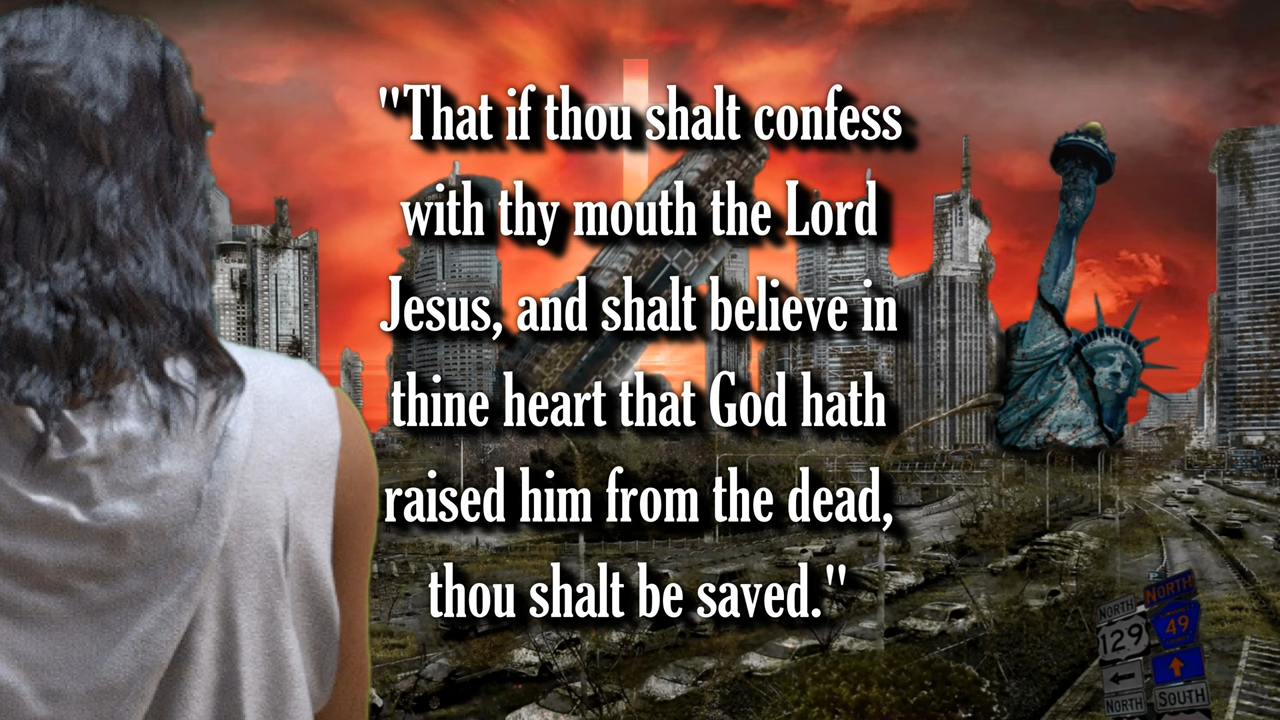 "That if thou shalt confess
with thy mouth the Lord
Jesus, and shalt believe in
thine heart that God hath
raised him from the dead,
thou shalt be saved."
NORTH
NORTH
129
49
NORTH
SOUTH